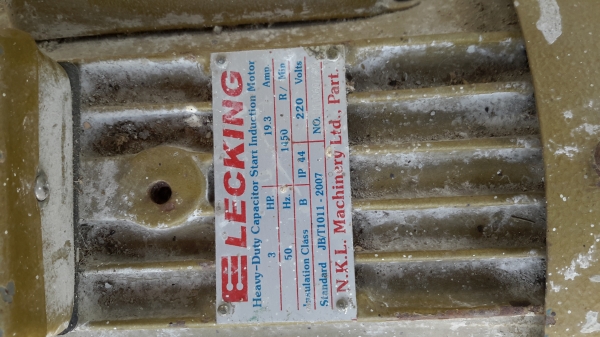 LECKING
Heavy-Duty Capacitor Start Induction Motor
3 HP. 19.3 Amp.
50 Hz. 1450 R/Min
Insulation Class B IP 44 220 Volts
Standard JB/T1011-2007 NO.
N.K.L. Machinery Ltd., Part.